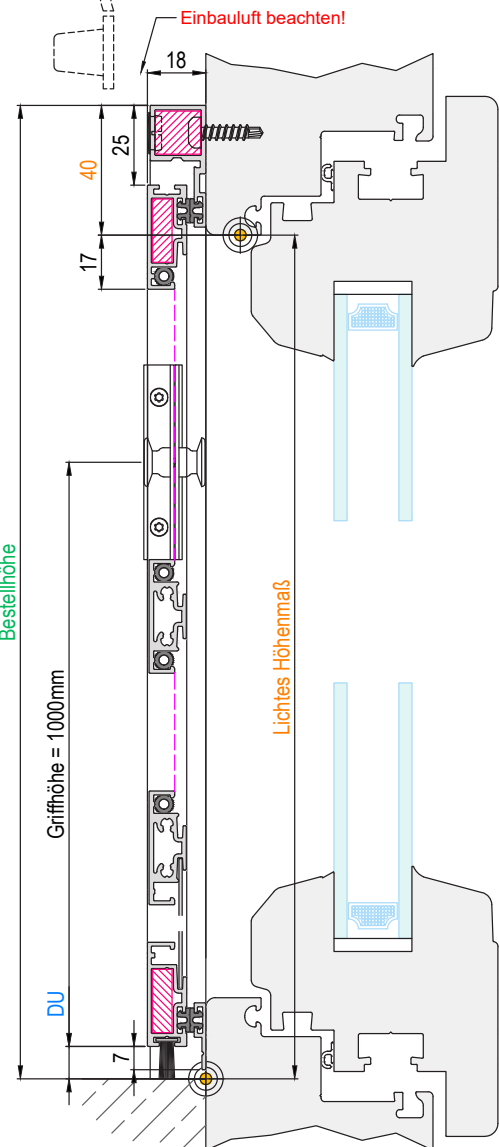 Einbauluft beachten!
18
25
40
17
Bestellhöhe
Griffhöhe = 1000mm
Lichtes Höhenmaß
DU
7